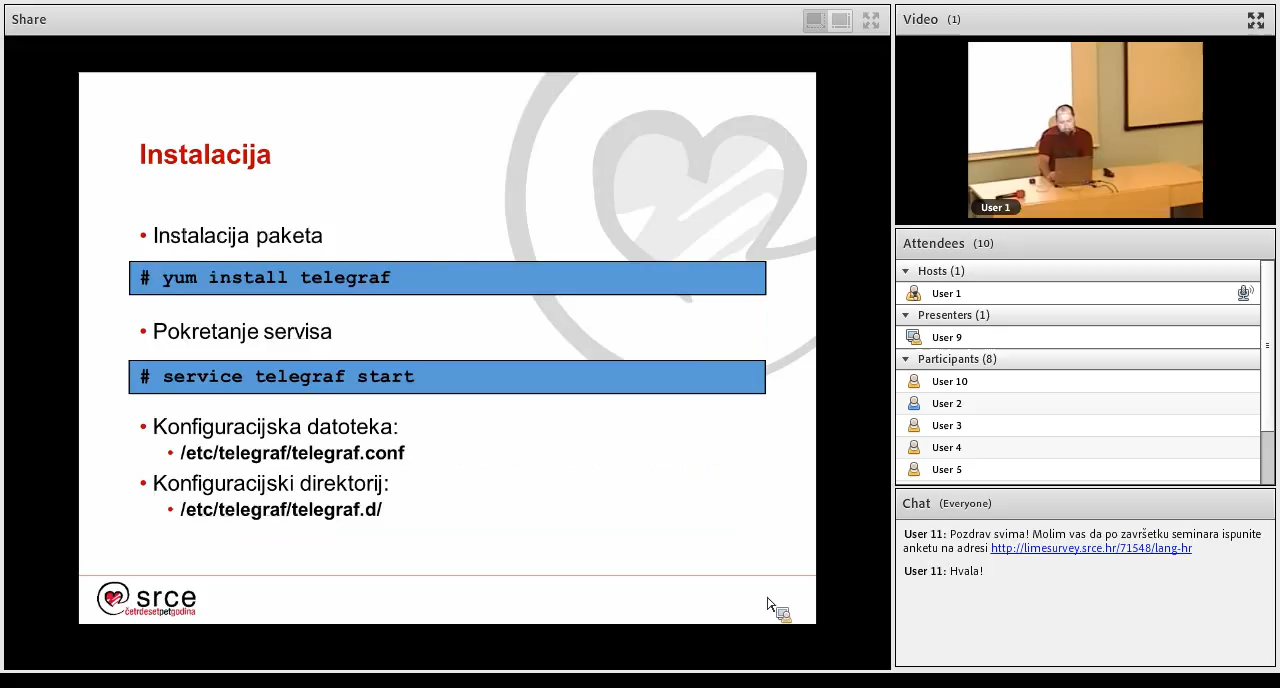 Share
Instalacija
• Instalacija paketa
# yum install telegraf
• Pokretanje servisa
# service telegraf start
• Konfiguracijska datoteka:
• /etc/telegraf/telegraf.conf
• Konfiguracijski direktorij:
• /etc/telegraf/telegraf.d/
srce
četrdesetpetgodina
Video (1)
User 1
Attendees (10)
Hosts (1)
User 1
Presenters (1)
User 9
Participants (8)
User 10
User 2
User 3
User 4
User 5
Chat (Everyone)
User 11: Pozdrav svima! Molim vas da po završetku seminara ispunite
anketu na adresi http://limesurvey.srce.hr/71548/lang-hr
User 11: Hvala!